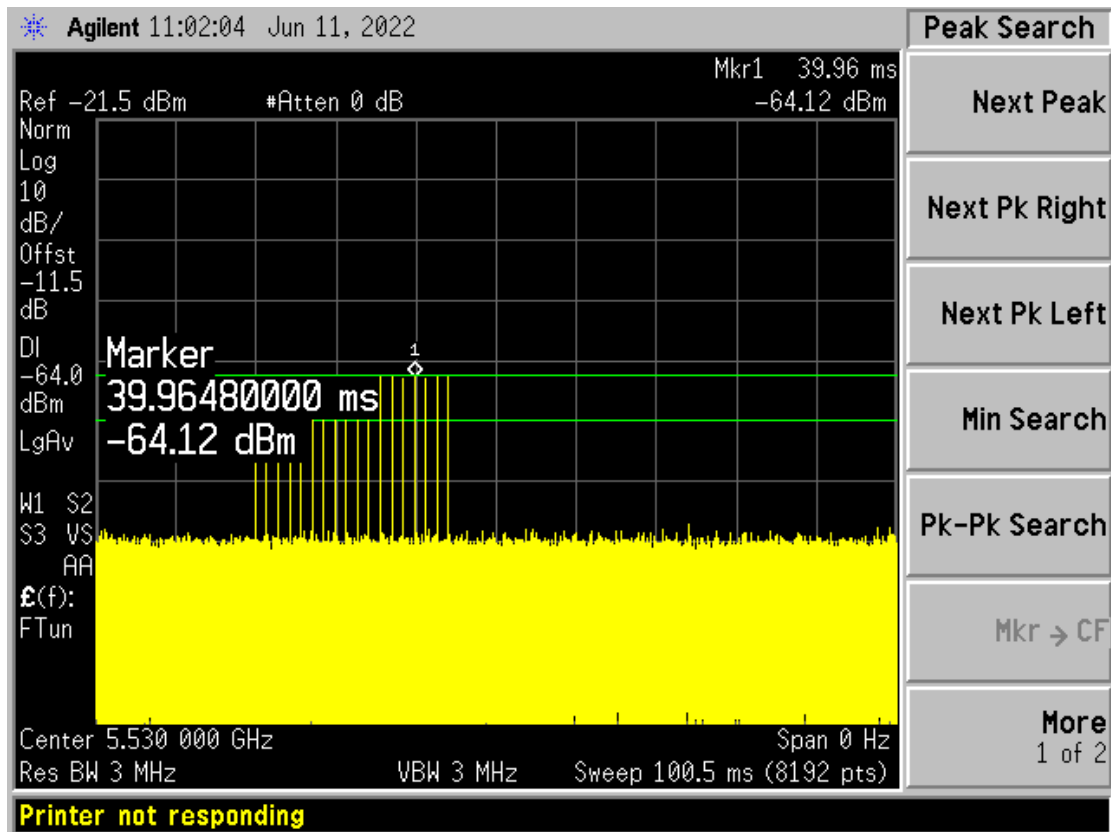 Agilent 11:02:04 Jun 11, 2022
Peak Search
Mkr1 39.96 ms
Ref -21.5 dBm #Atten 0 dB -64.12 dBm
Norm
Log
10
dB/
Offst
-11.5
dB
DI
-64.0
dBm
LgAv
W1 S2
S3 VS
AA
£(f):
FTun
1
Marker
39.96480000 ms
-64.12 dBm
Center 5.530 000 GHz Span 0 Hz
Res BW 3 MHz VBW 3 MHz Sweep 100.5 ms (8192 pts)
Printer not responding
Next Peak
Next Pk Right
Next Pk Left
Min Search
Pk-Pk Search
Mkr → CF
More
1 of 2